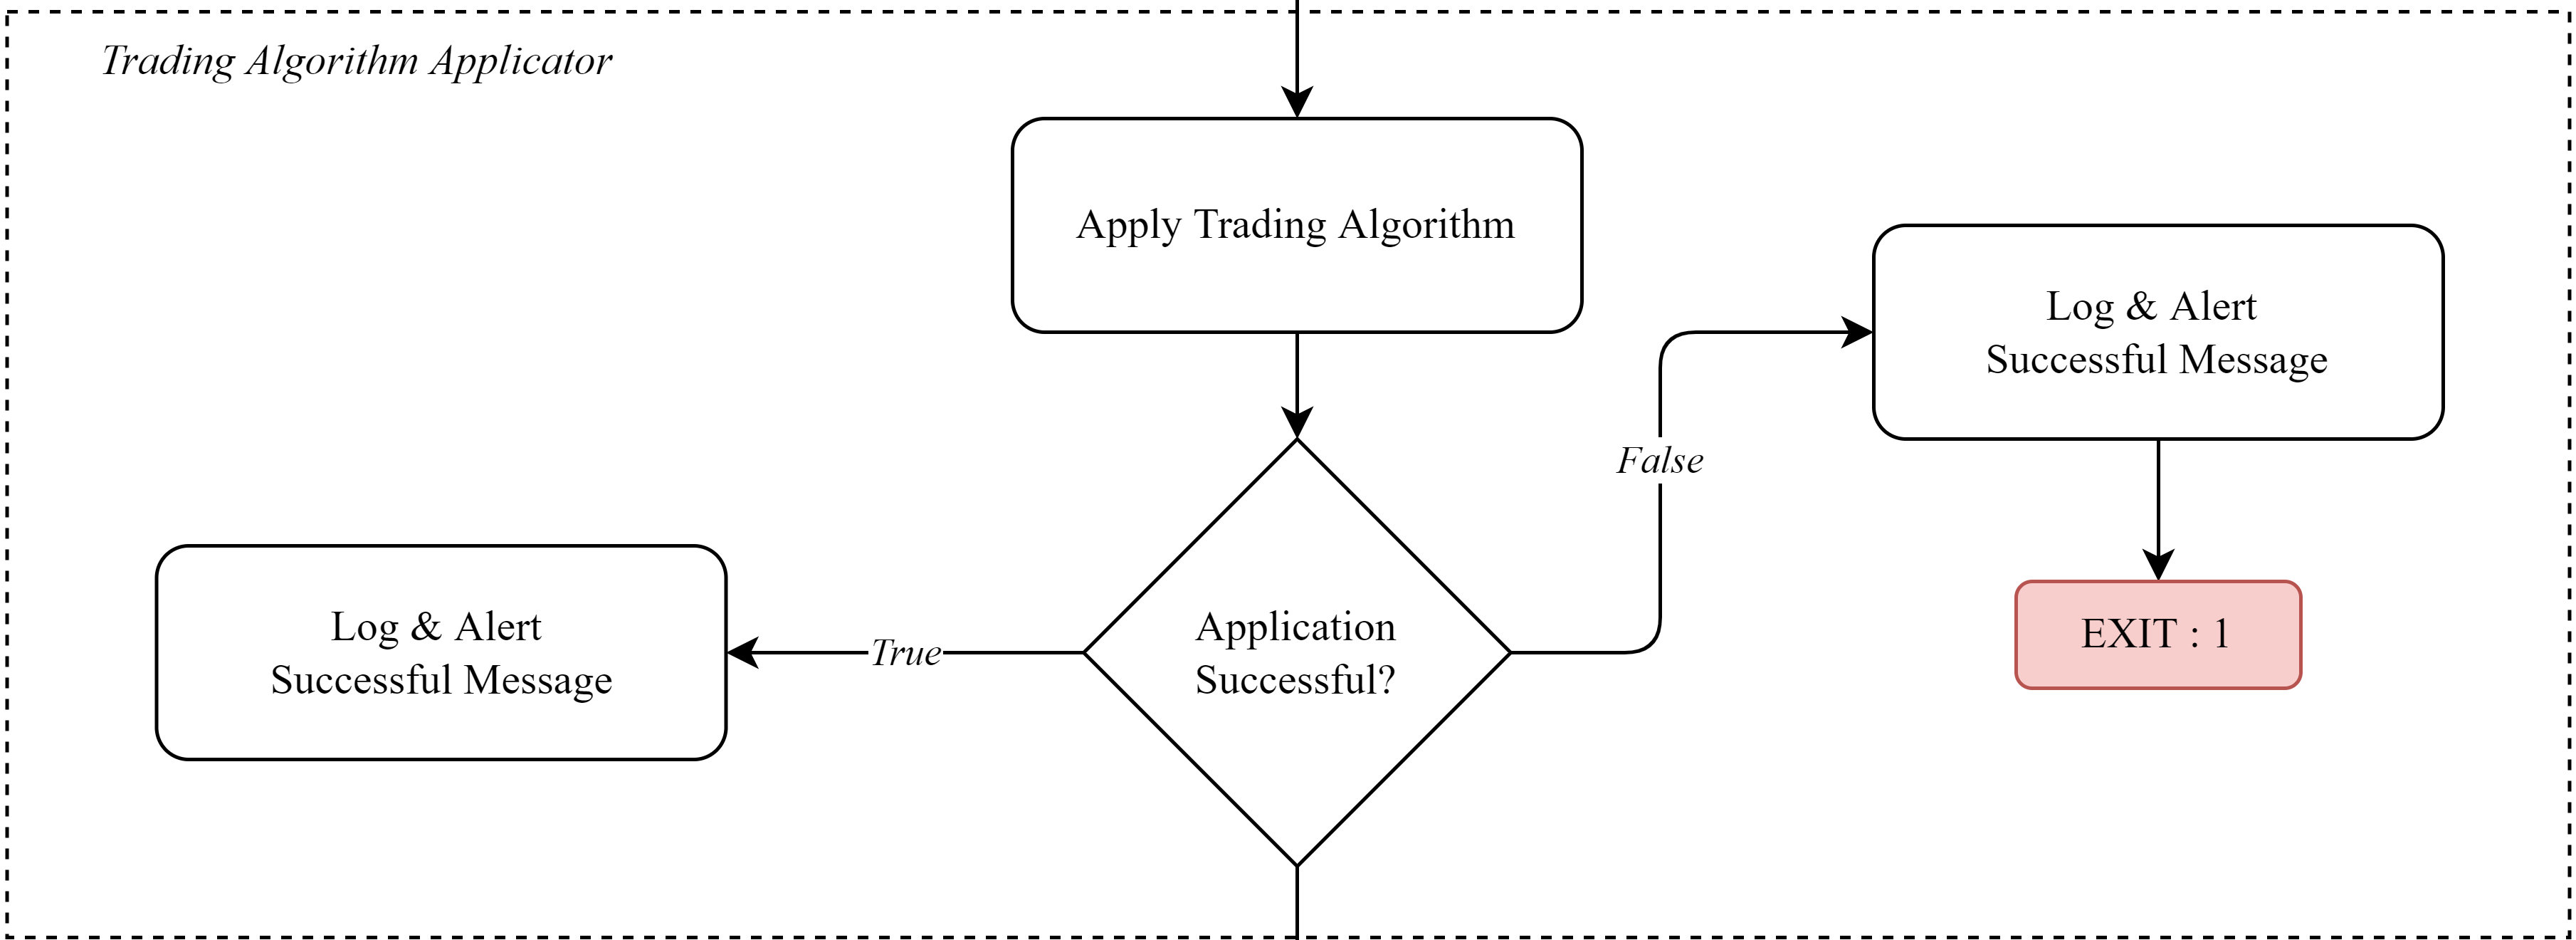 Trading Algorithm Applicator
Apply Trading Algorithm
Log & Alert
Successful Message
False
EXIT : 1
Application
Successful?
True
Log & Alert
Successful Message